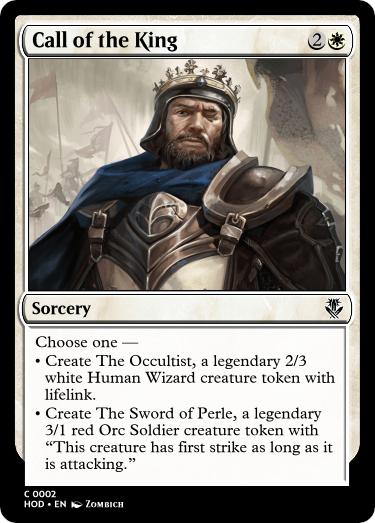 Call of the King 2
Sorcery
Choose one —
• Create The Occultist, a legendary 2/3
white Human Wizard creature token with
lifelink.
• Create The Sword of Perle, a legendary
3/1 red Orc Soldier creature token with
“This creature has first strike as long as it
is attacking.”
C 0002
HOD • EN Zombich